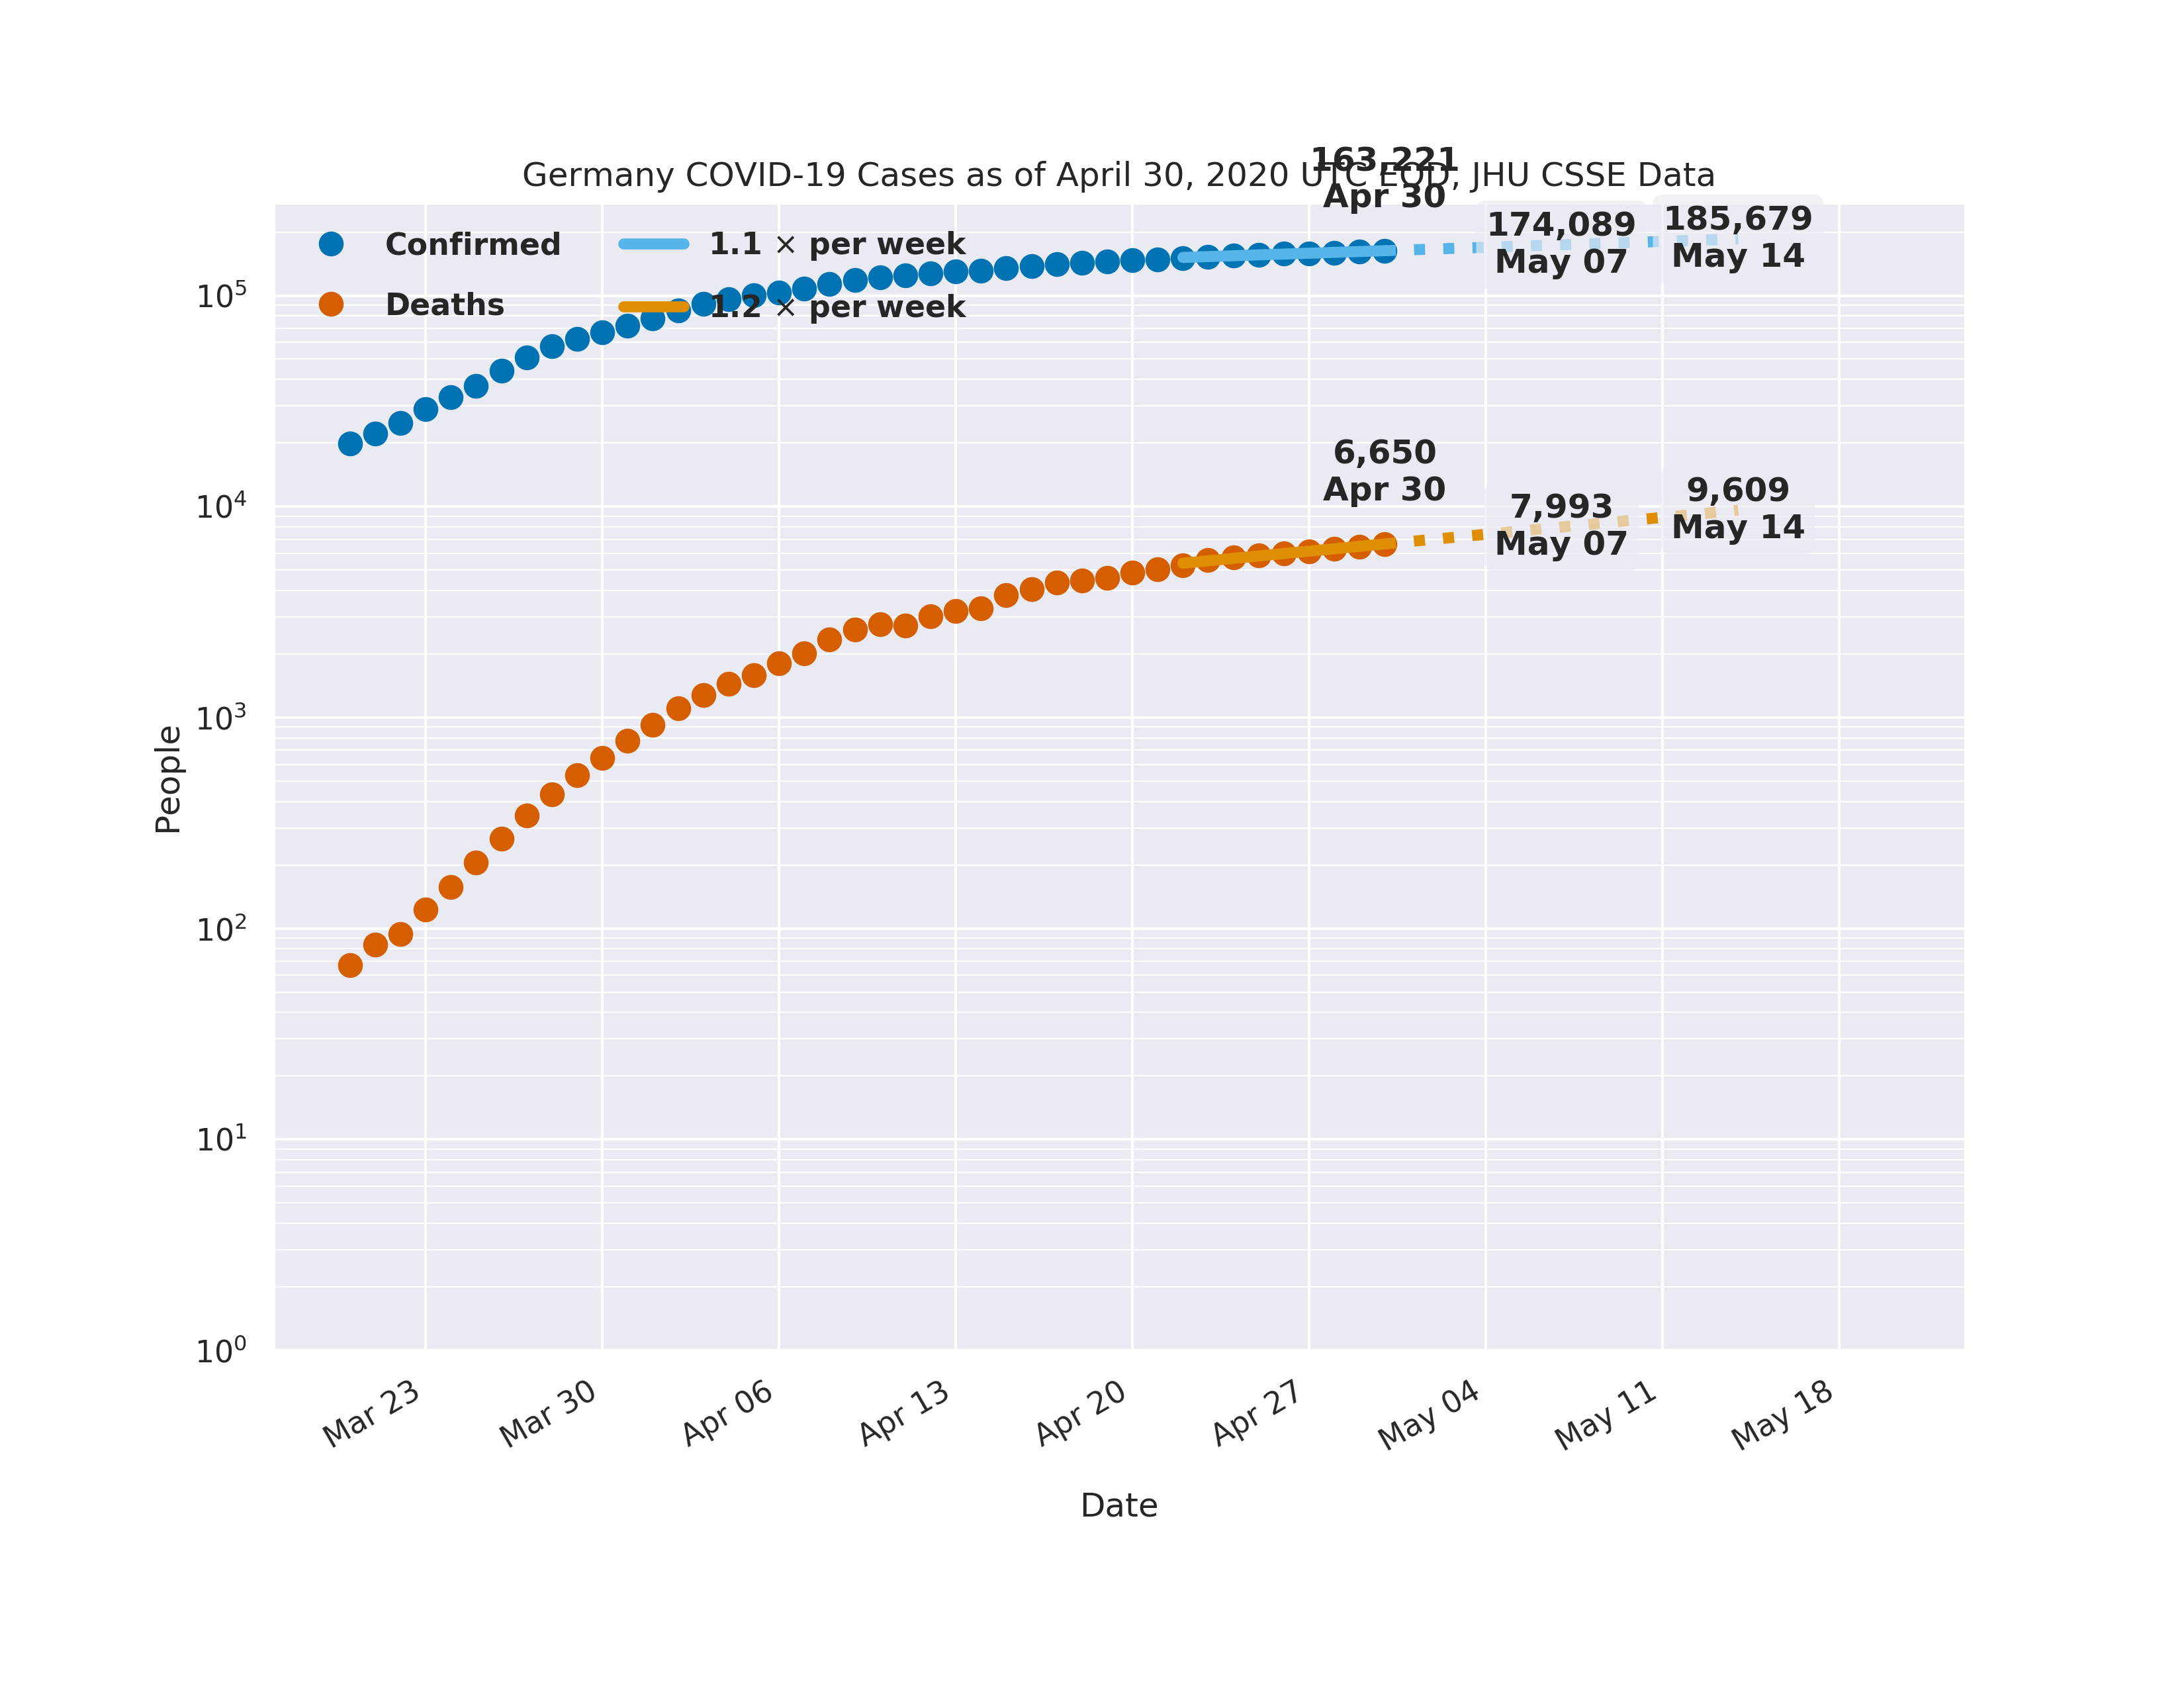 163,221
Apr 30
Germany COVID-19 Cases as of April 30, 2020 UTC EOD, JHU CSSE Data
174,089
May 07
185,679
May 14
Confirmed
1.1 × per week
Deaths
1.2 × per week
6,650
Apr 30
7,993
May 07
9,609
May 14
People
10⁵
10⁴
10³
10²
10¹
10⁰
Mar 23
Mar 30
Apr 06
Apr 13
Apr 20
Apr 27
May 04
May 11
May 18
Date